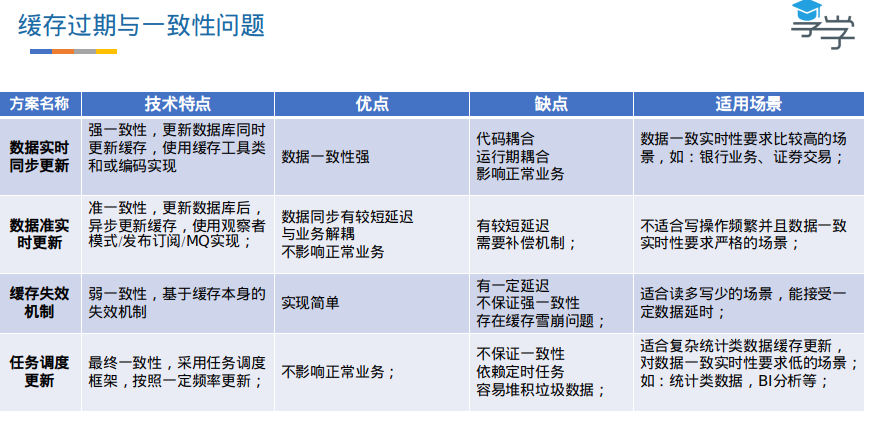 缓存过期与一致性问题
学学
方案名称
技术特点
优点
缺点
适用场景
数据实时
同步更新
强一致性，更新数据库同时
更新缓存，使用缓存工具类
和或编码实现
数据一致性强
代码耦合
运行期耦合
影响正常业务
数据一致实时性要求比较高的场
景，如：银行业务、证券交易；
数据准实
时更新
准一致性，更新数据库后，
异步更新缓存，使用观察者
模式/发布订阅/MQ实现；
数据同步有较短延迟
与业务解耦
不影响正常业务
有较短延迟
需要补偿机制；
不适合写操作频繁并且数据一致
实时性要求严格的场景；
缓存失效
机制
弱一致性，基于缓存本身的
失效机制
实现简单
有一定延迟
不保证强一致性
存在缓存雪崩问题；
适合读多写少的场景，能接受一
定数据延时；
任务调度
更新
最终一致性，采用任务调度
框架，按照一定频率更新；
不影响正常业务；
不保证一致性
依赖定时任务
容易堆积垃圾数据；
适合复杂统计类数据缓存更新，
对数据一致实时性要求低的场景；
如：统计类数据，BI分析等；